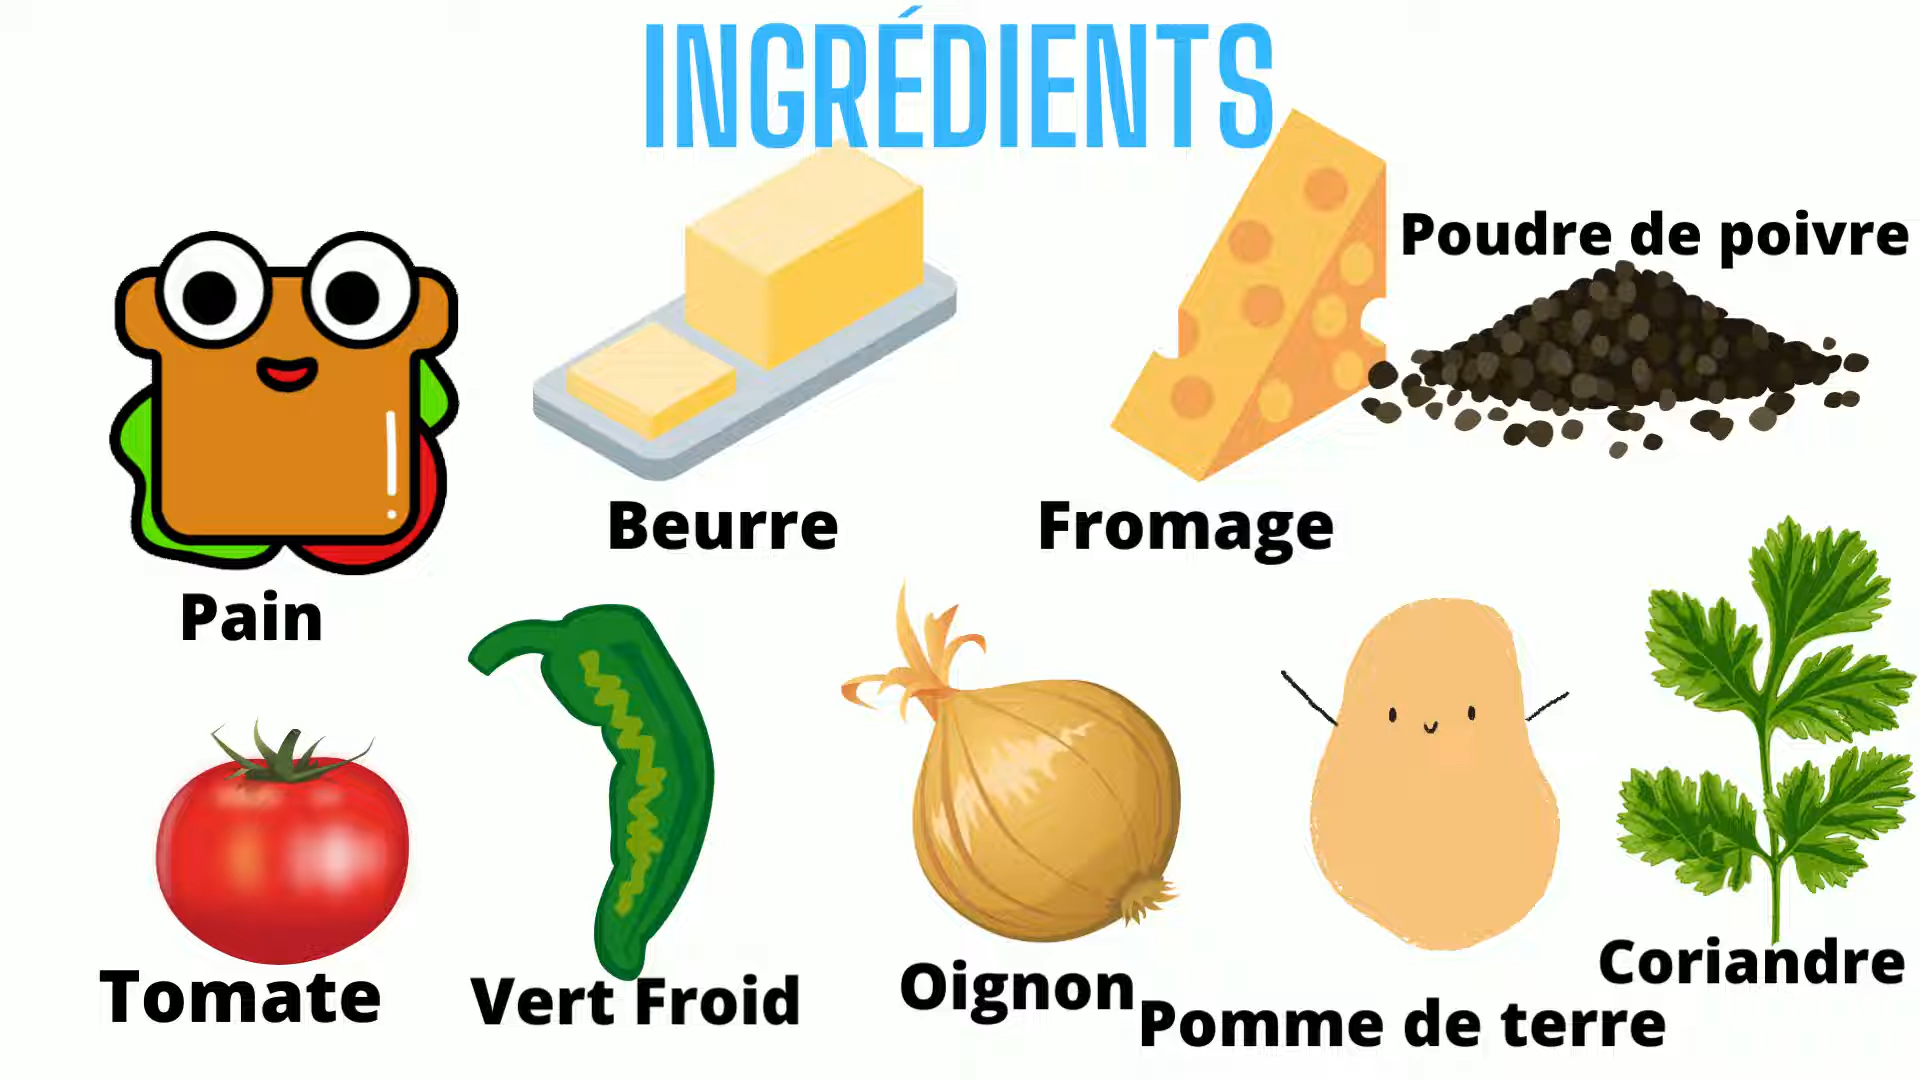 INGRÉDIENTS
Poudre de poivre
Beurre
Fromage
Pain
Tomate
Vert Froid
Oignon
Pomme de terre
Coriandre